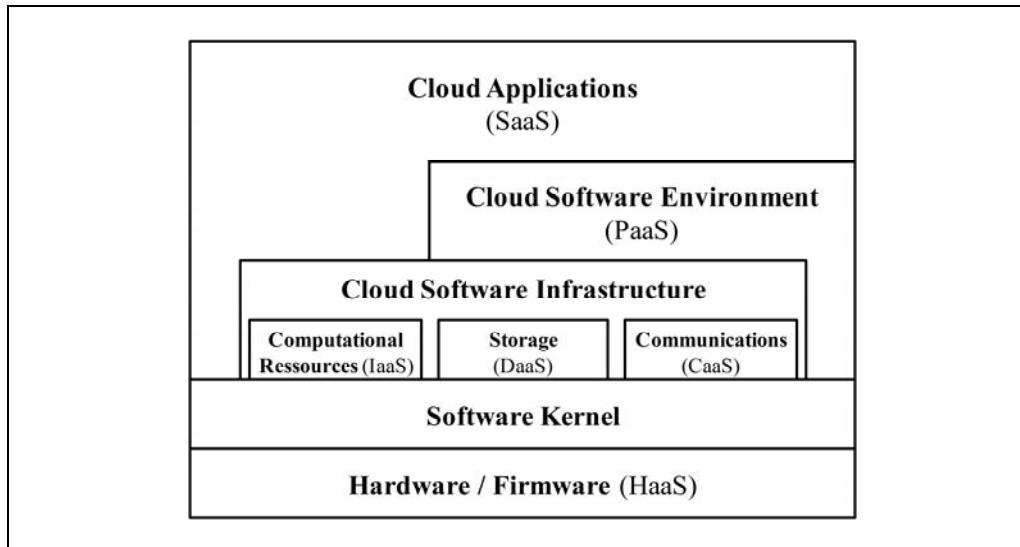 Cloud Applications
(SaaS)
Cloud Software Environment
(PaaS)
Cloud Software Infrastructure
Computational
Ressources (IaaS)
Storage
(DaaS)
Communications
(CaaS)
Software Kernel
Hardware / Firmware (HaaS)